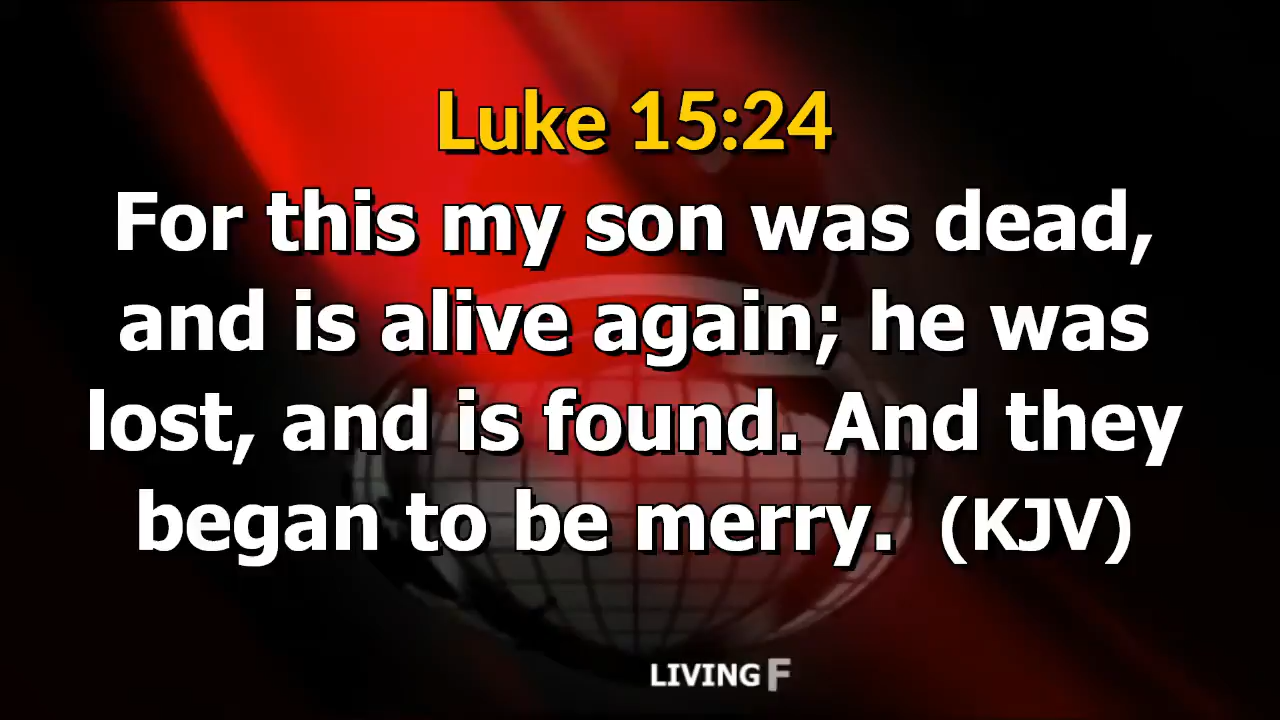 Luke 15:24
For this my son was dead,
and is alive again; he was
lost, and is found. And they
began to be merry.  (KJV)
LIVING F